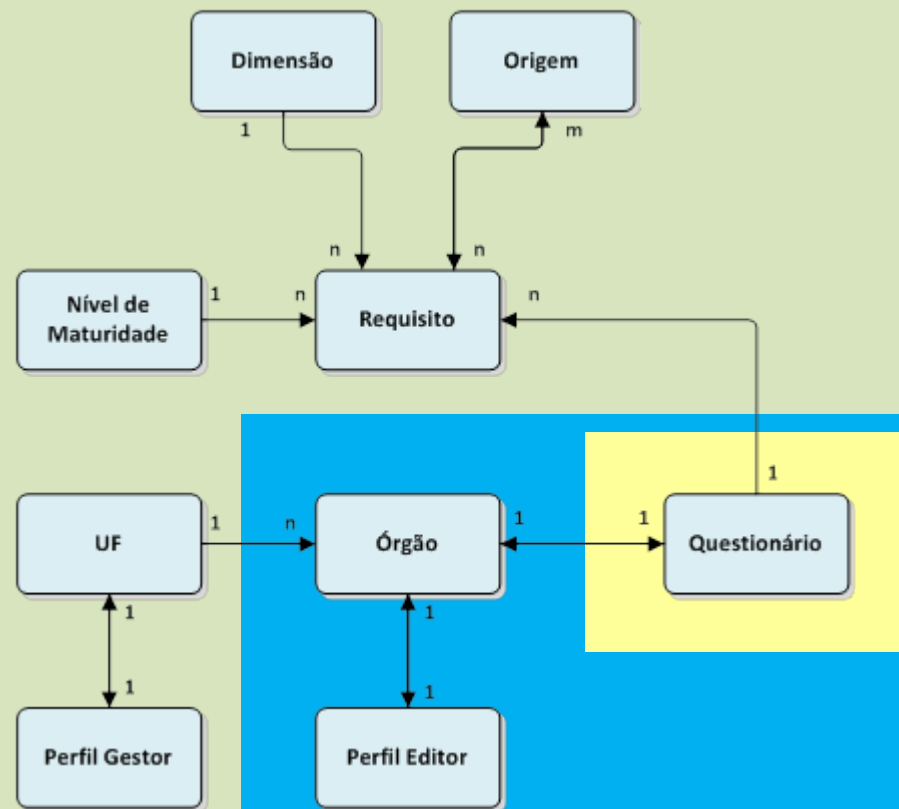 Dimensão
Origem
1
m
n
n
Nível de
Maturidade
1
n
Requisito
n
1
UF
1
n
Órgão
1
1
Questionário
1
1
1
1
Perfil Gestor
Perfil Editor